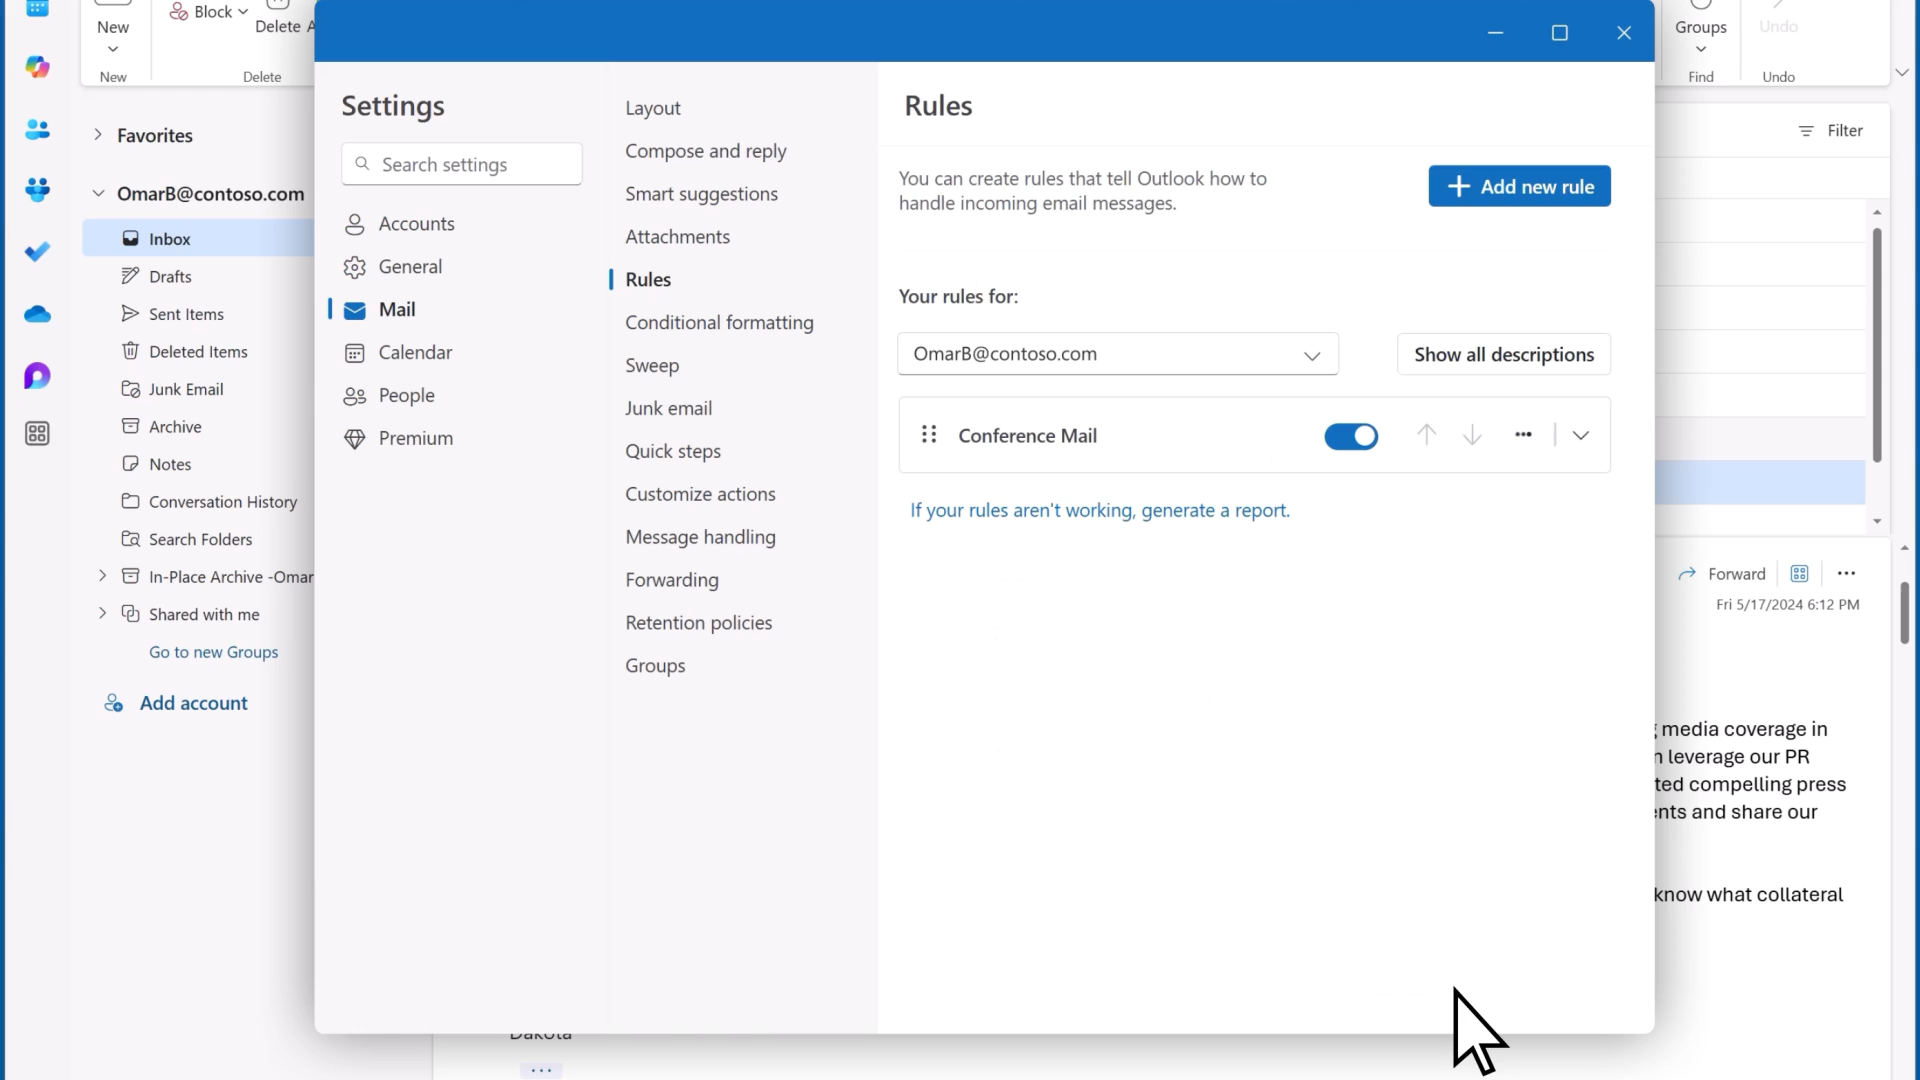 New
Block
Delete
New
Delete
Favorites
OmarB@contoso.com
Inbox
Drafts
Sent Items
Deleted Items
Junk Email
Archive
Notes
Conversation History
Search Folders
In-Place Archive -Omar
Shared with me
Go to new Groups
Add account
Settings
Search settings
Accounts
General
Mail
Calendar
People
Premium
Layout
Compose and reply
Smart suggestions
Attachments
Rules
Conditional formatting
Sweep
Junk email
Quick steps
Customize actions
Message handling
Forwarding
Retention policies
Groups
Rules
You can create rules that tell Outlook how to
handle incoming email messages.
Add new rule
Your rules for:
OmarB@contoso.com
Show all descriptions
Conference Mail
If your rules aren't working, generate a report.
Groups
Undo
Find
Undo
Filter
Forward
Fri 5/17/2024 6:12 PM
media coverage in
leverage our PR
compelling press
and share our
know what collateral
Dakota